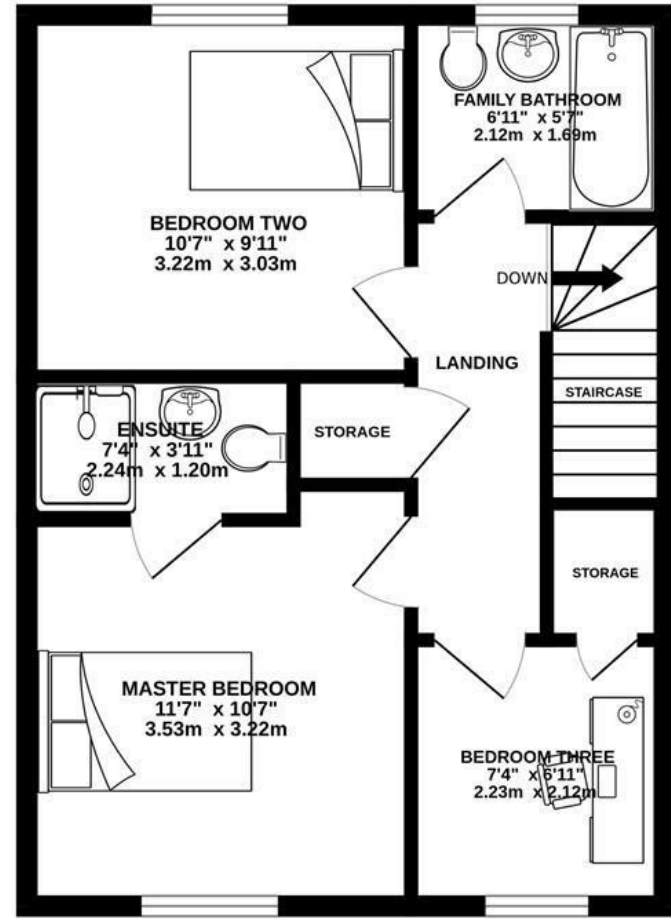 FAMILY BATHROOM
6'11" x 5'7"
2.12m x 1.69m
BEDROOM TWO
10'7" x 9'11"
3.22m x 3.03m
DOWN
LANDING
STAIRCASE
ENSUITE
7'4" x 3'11"
2.24m x 1.20m
STORAGE
STORAGE
MASTER BEDROOM
11'7" x 10'7"
3.53m x 3.22m
BEDROOM THREE
7'4" x 6'11"
2.23m x 2.12m